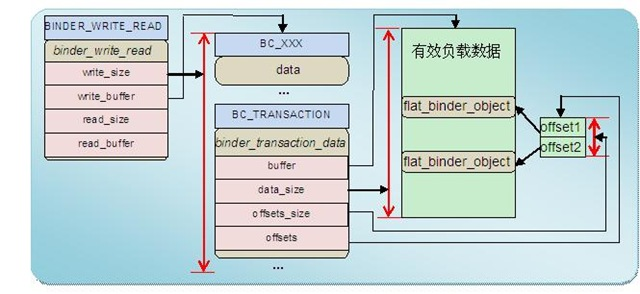 BINDER_WRITE_READ
binder_write_read
write_size
write_buffer
read_size
read_buffer
BC_XXX
data
...
BC_TRANSACTION
binder_transaction_data
buffer
data_size
offsets_size
offsets
...
有效负载数据
flat_binder_object
flat_binder_object
offset1
offset2